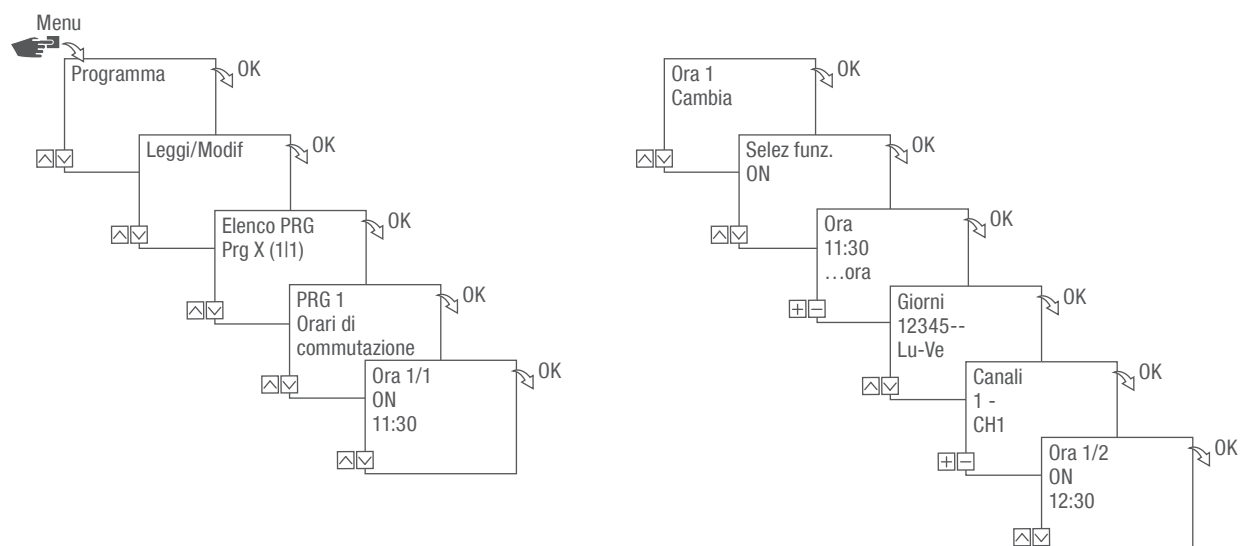 Menu
Programma
OK
Leggi/Modif
OK
Elenco PRG
Prg X (1|1)
OK
PRG 1
Orari di
commutazione
OK
Ora 1/1
ON
11:30
OK
Ora 1
Cambia
OK
Selez funz.
ON
OK
Ora
11:30
...ora
OK
Giorni
12345--
Lu-Ve
OK
Canali
1 -
CH1
OK
Ora 1/2
ON
12:30
OK